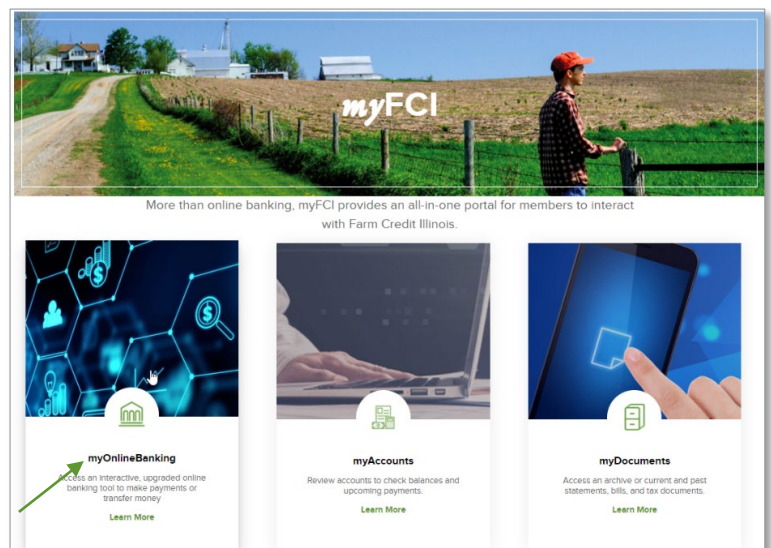 myFCI
More than online banking, myFCI provides an all-in-one portal for members to interact
with Farm Credit Illinois.
myOnlineBanking
Access an interactive, upgraded online
banking tool to make payments or
transfer money
Learn More
myAccounts
Review accounts to check balances and
upcoming payments.
Learn More
myDocuments
Access an archive or current and past
statements, bills, and tax documents.
Learn More